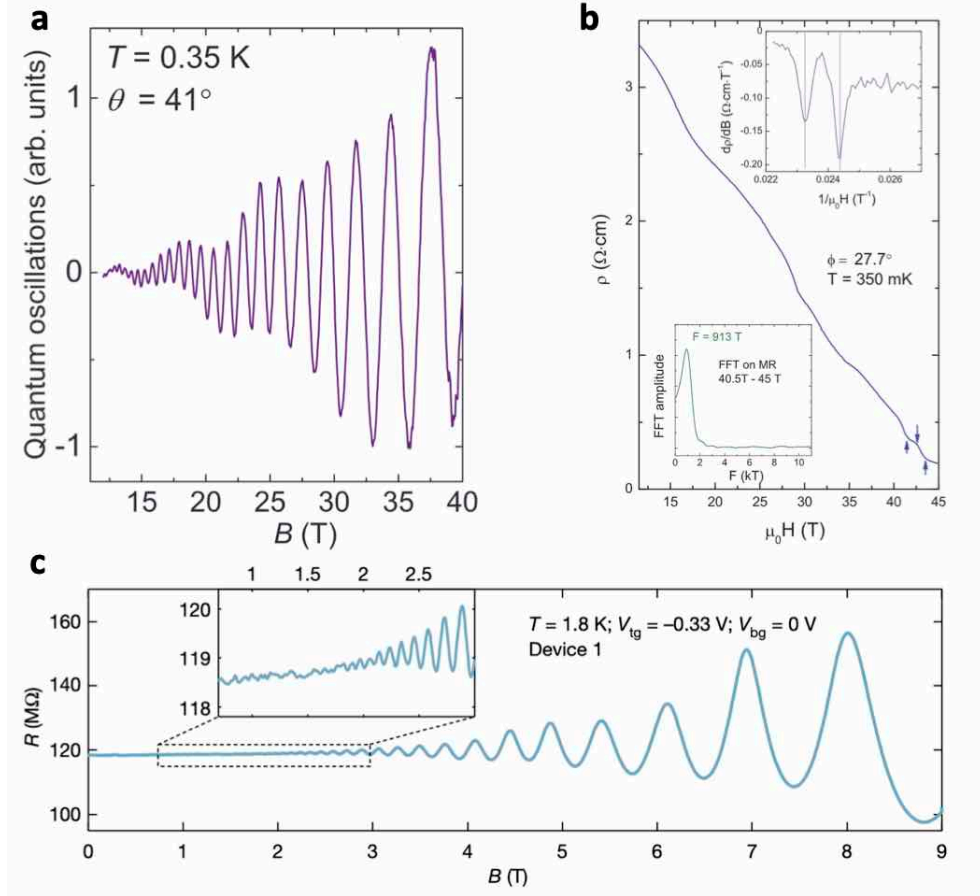 a
T = 0.35 K
θ = 41°
Quantum oscillations (arb. units)
1
0
-1
15 20 25 30 35 40
B (T)
b
ρ (Ω·cm)
3
2
1
0
0
-0.05
-0.10
-0.15
-0.20
dρ/dB (Ω·cm·T⁻¹)
0.022 0.024 0.026
1/μ₀H (T⁻¹)
ϕ = 27.7°
T = 350 mK
F = 913 T
FFT on MR
40.5T - 45 T
FFT amplitude
0 2 4 6 8 10
F (kT)
15 20 25 30 35 40 45
μ₀H (T)
c
1 1.5 2 2.5
120
119
118
T = 1.8 K; Vtg = –0.33 V; Vbg = 0 V
Device 1
R (MΩ)
160
140
120
100
0 1 2 3 4 5 6 7 8 9
B (T)